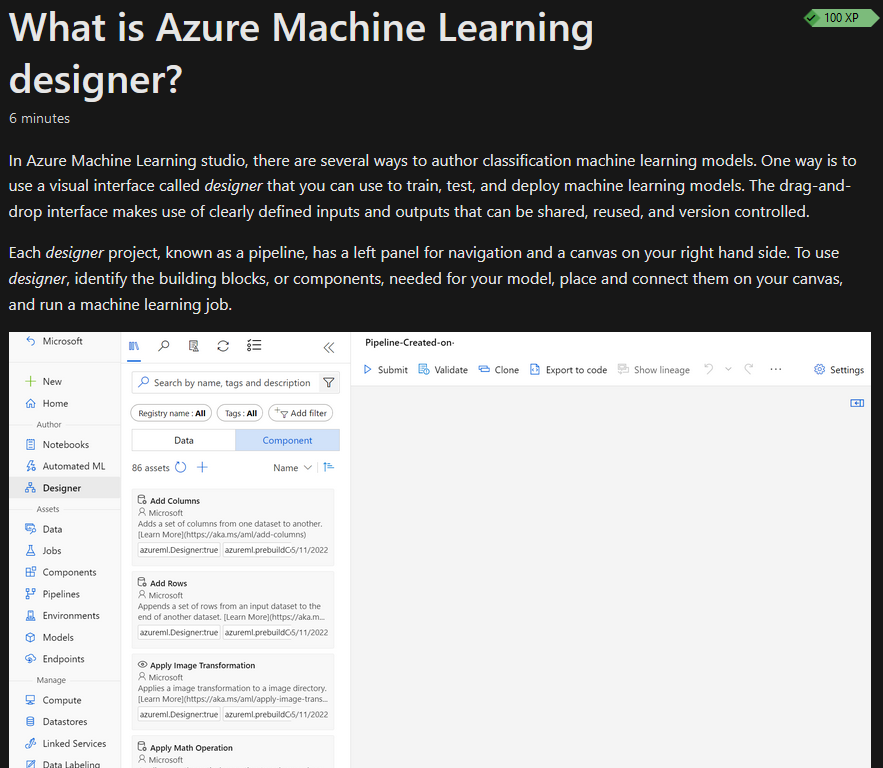 What is Azure Machine Learning
designer?
100 XP
6 minutes
In Azure Machine Learning studio, there are several ways to author classification machine learning models. One way is to
use a visual interface called designer that you can use to train, test, and deploy machine learning models. The drag-and-
drop interface makes use of clearly defined inputs and outputs that can be shared, reused, and version controlled.
Each designer project, known as a pipeline, has a left panel for navigation and a canvas on your right hand side. To use
designer, identify the building blocks, or components, needed for your model, place and connect them on your canvas,
and run a machine learning job.
Microsoft
New
Home
Author
Notebooks
Automated ML
Designer
Assets
Data
Jobs
Components
Pipelines
Environments
Models
Endpoints
Manage
Compute
Datastores
Linked Services
Data Labeling
Search by name, tags and description
Registry name : All
Tags : All
Add filter
Data
Component
86 assets
Name
Add Columns
Microsoft
Adds a set of columns from one dataset to another.
[Learn More](https://aka.ms/aml/add-columns)
azureml.Designer:true azureml.prebuildC 5/11/2022
Add Rows
Microsoft
Appends a set of rows from an input dataset to the
end of another dataset. [Learn More](https://aka.m...
azureml.Designer:true azureml.prebuildC 5/11/2022
Apply Image Transformation
Microsoft
Applies a image transformation to a image directory.
[Learn More](https://aka.ms/aml/apply-image-trans...
azureml.Designer:true azureml.prebuildC 5/11/2022
Apply Math Operation
Microsoft
Pipeline-Created-on-
Submit
Validate
Clone
Export to code
Show lineage
...
Settings